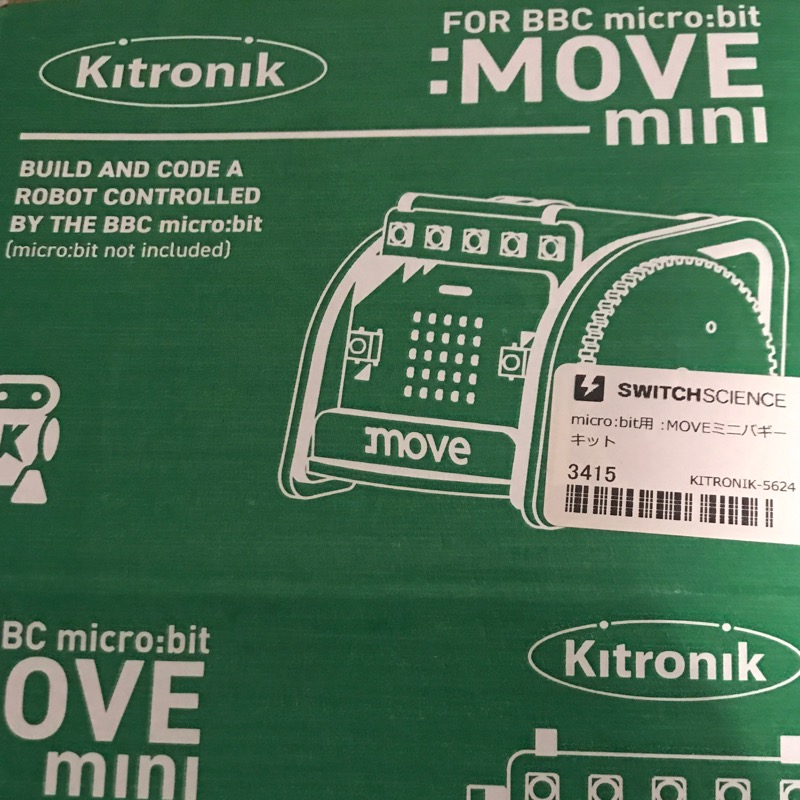 Kitronik
FOR BBC micro:bit
:MOVE
mini
BUILD AND CODE A
ROBOT CONTROLLED
BY THE BBC micro:bit
(micro:bit not included)
:move
K
SWITCHSCIENCE
micro:bit用 :MOVEミニバギー
キット
3415
KITRONIK-5624
BC micro:bit
OVE
mini
Kitronik